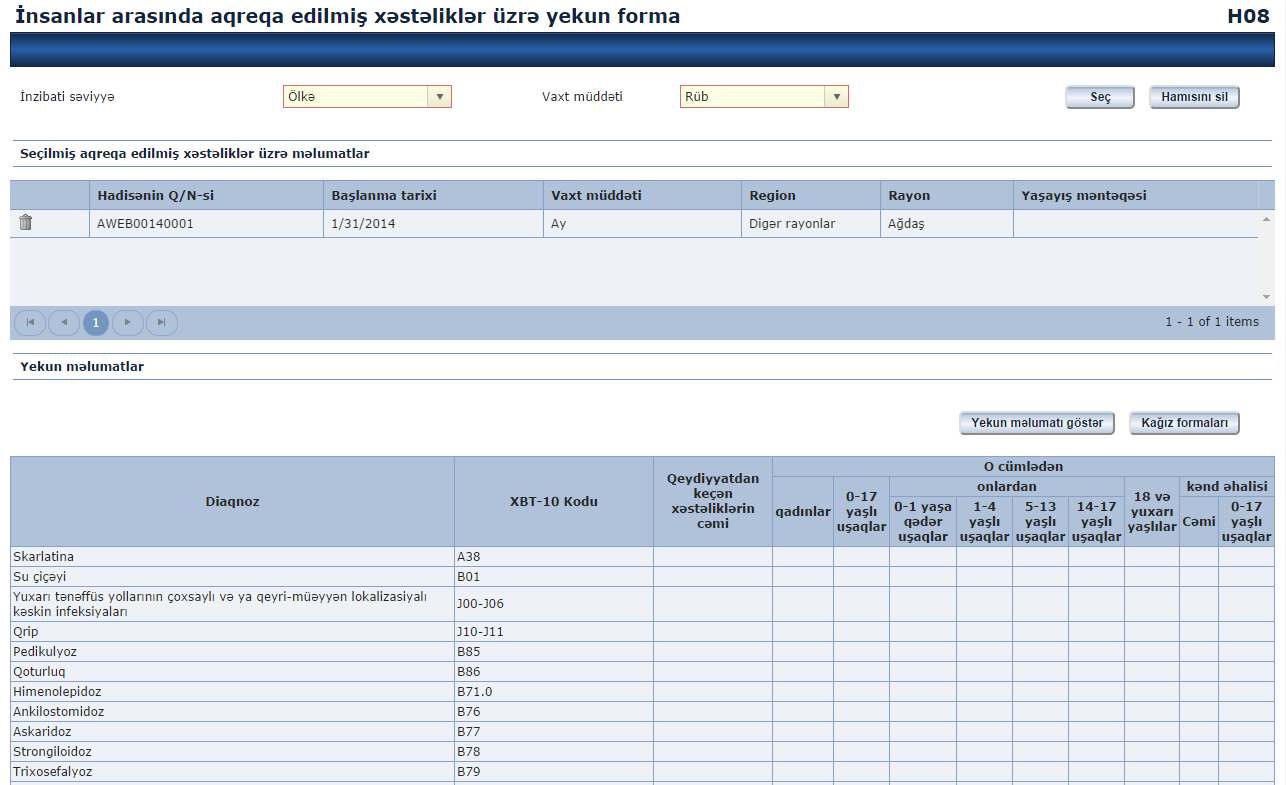 İnsanlar arasında aqreqa edilmiş xəstəliklər üzrə yekun forma H08
İnzibati səviyyə Ölkə Vaxt müddəti Rüb Seç Hamısını sil
Seçilmiş aqreqa edilmiş xəstəliklər üzrə məlumatlar
Hadisənin Q/N-si Başlanma tarixi Vaxt müddəti Region Rayon Yaşayış məntəqəsi
AWEB00140001 1/31/2014 Ay Digər rayonlar Ağdaş
1 1 - 1 of 1 items
Yekun məlumatlar
Yekun məlumatı göstər Kağız formaları
Diaqnoz
XBT-10 Kodu
Qeydiyyatdan
keçən
xəstəliklərin
cəmi
O cümlədən
qadınlar
0-17
yaşlı
uşaqlar
onlardan
0-1 yaşa
qədər
uşaqlar
1-4
yaşlı
uşaqlar
5-13
yaşlı
uşaqlar
14-17
yaşlı
uşaqlar
18 və
yuxarı
yaşlılar
kənd əhalisi
Cəmi
0-17
yaşlı
uşaqlar
Skarlatina A38
Su çiçəyi B01
Yuxarı tənəffüs yollarının çoxsaylı və ya qeyri-müəyyən lokalizasiyalı
kəskin infeksiyaları J00-J06
Qrip J10-J11
Pedikulyoz B85
Qoturluq B86
Himenolepidoz B71.0
Ankilostomidoz B76
Askaridoz B77
Strongiloidoz B78
Trixosefalyoz B79